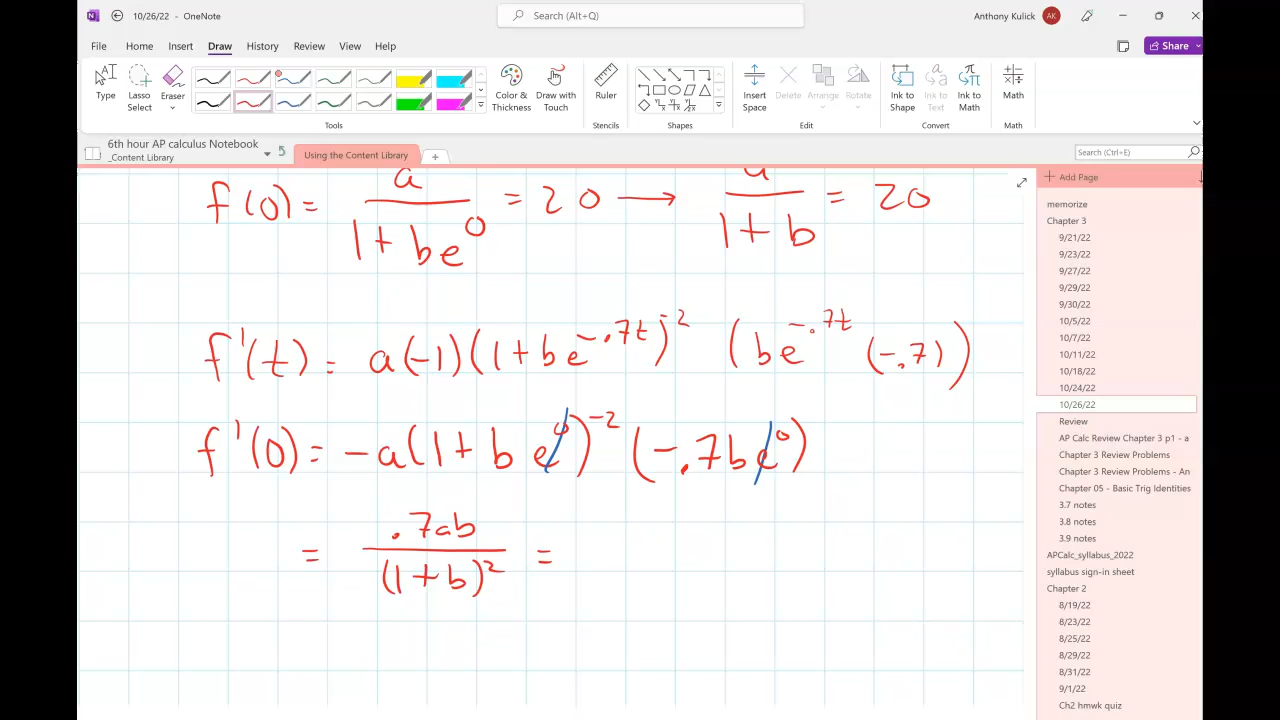 10/26/22 - OneNote
Search (Alt+Q)
Anthony Kulick AK
File Home Insert Draw History Review View Help
Share
Type
Lasso Select
Eraser
Color & Thickness
Draw with Touch
Ruler
Insert Space
Delete
Arrange
Rotate
Ink to Shape
Ink to Text
Ink to Math
Math
Tools Stencils Shapes Edit Convert Math
6th hour AP calculus Notebook
_Content Library
Using the Content Library
Search (Ctrl+E)
f(0) = a/(1 + be^0) = 20 → a/(1 + b) = 20
f'(t) = a(-1)(1 + be^{-.7t})^{-2} (be^{-.7t} (-.7))
f'(0) = -a(1 + b e^0)^{-2} (-.7be^0)
= .7ab/(1 + b)^2 =
Add Page
memorize
Chapter 3
9/21/22
9/23/22
9/27/22
9/29/22
9/30/22
10/5/22
10/7/22
10/11/22
10/18/22
10/24/22
10/26/22
Review
AP Calc Review Chapter 3 p1 - a
Chapter 3 Review Problems
Chapter 3 Review Problems - An
Chapter 05 - Basic Trig Identities
3.7 notes
3.8 notes
3.9 notes
APCalc_syllabus_2022
syllabus sign-in sheet
Chapter 2
8/19/22
8/23/22
8/25/22
8/29/22
8/31/22
9/1/22
Ch2 hmwk quiz